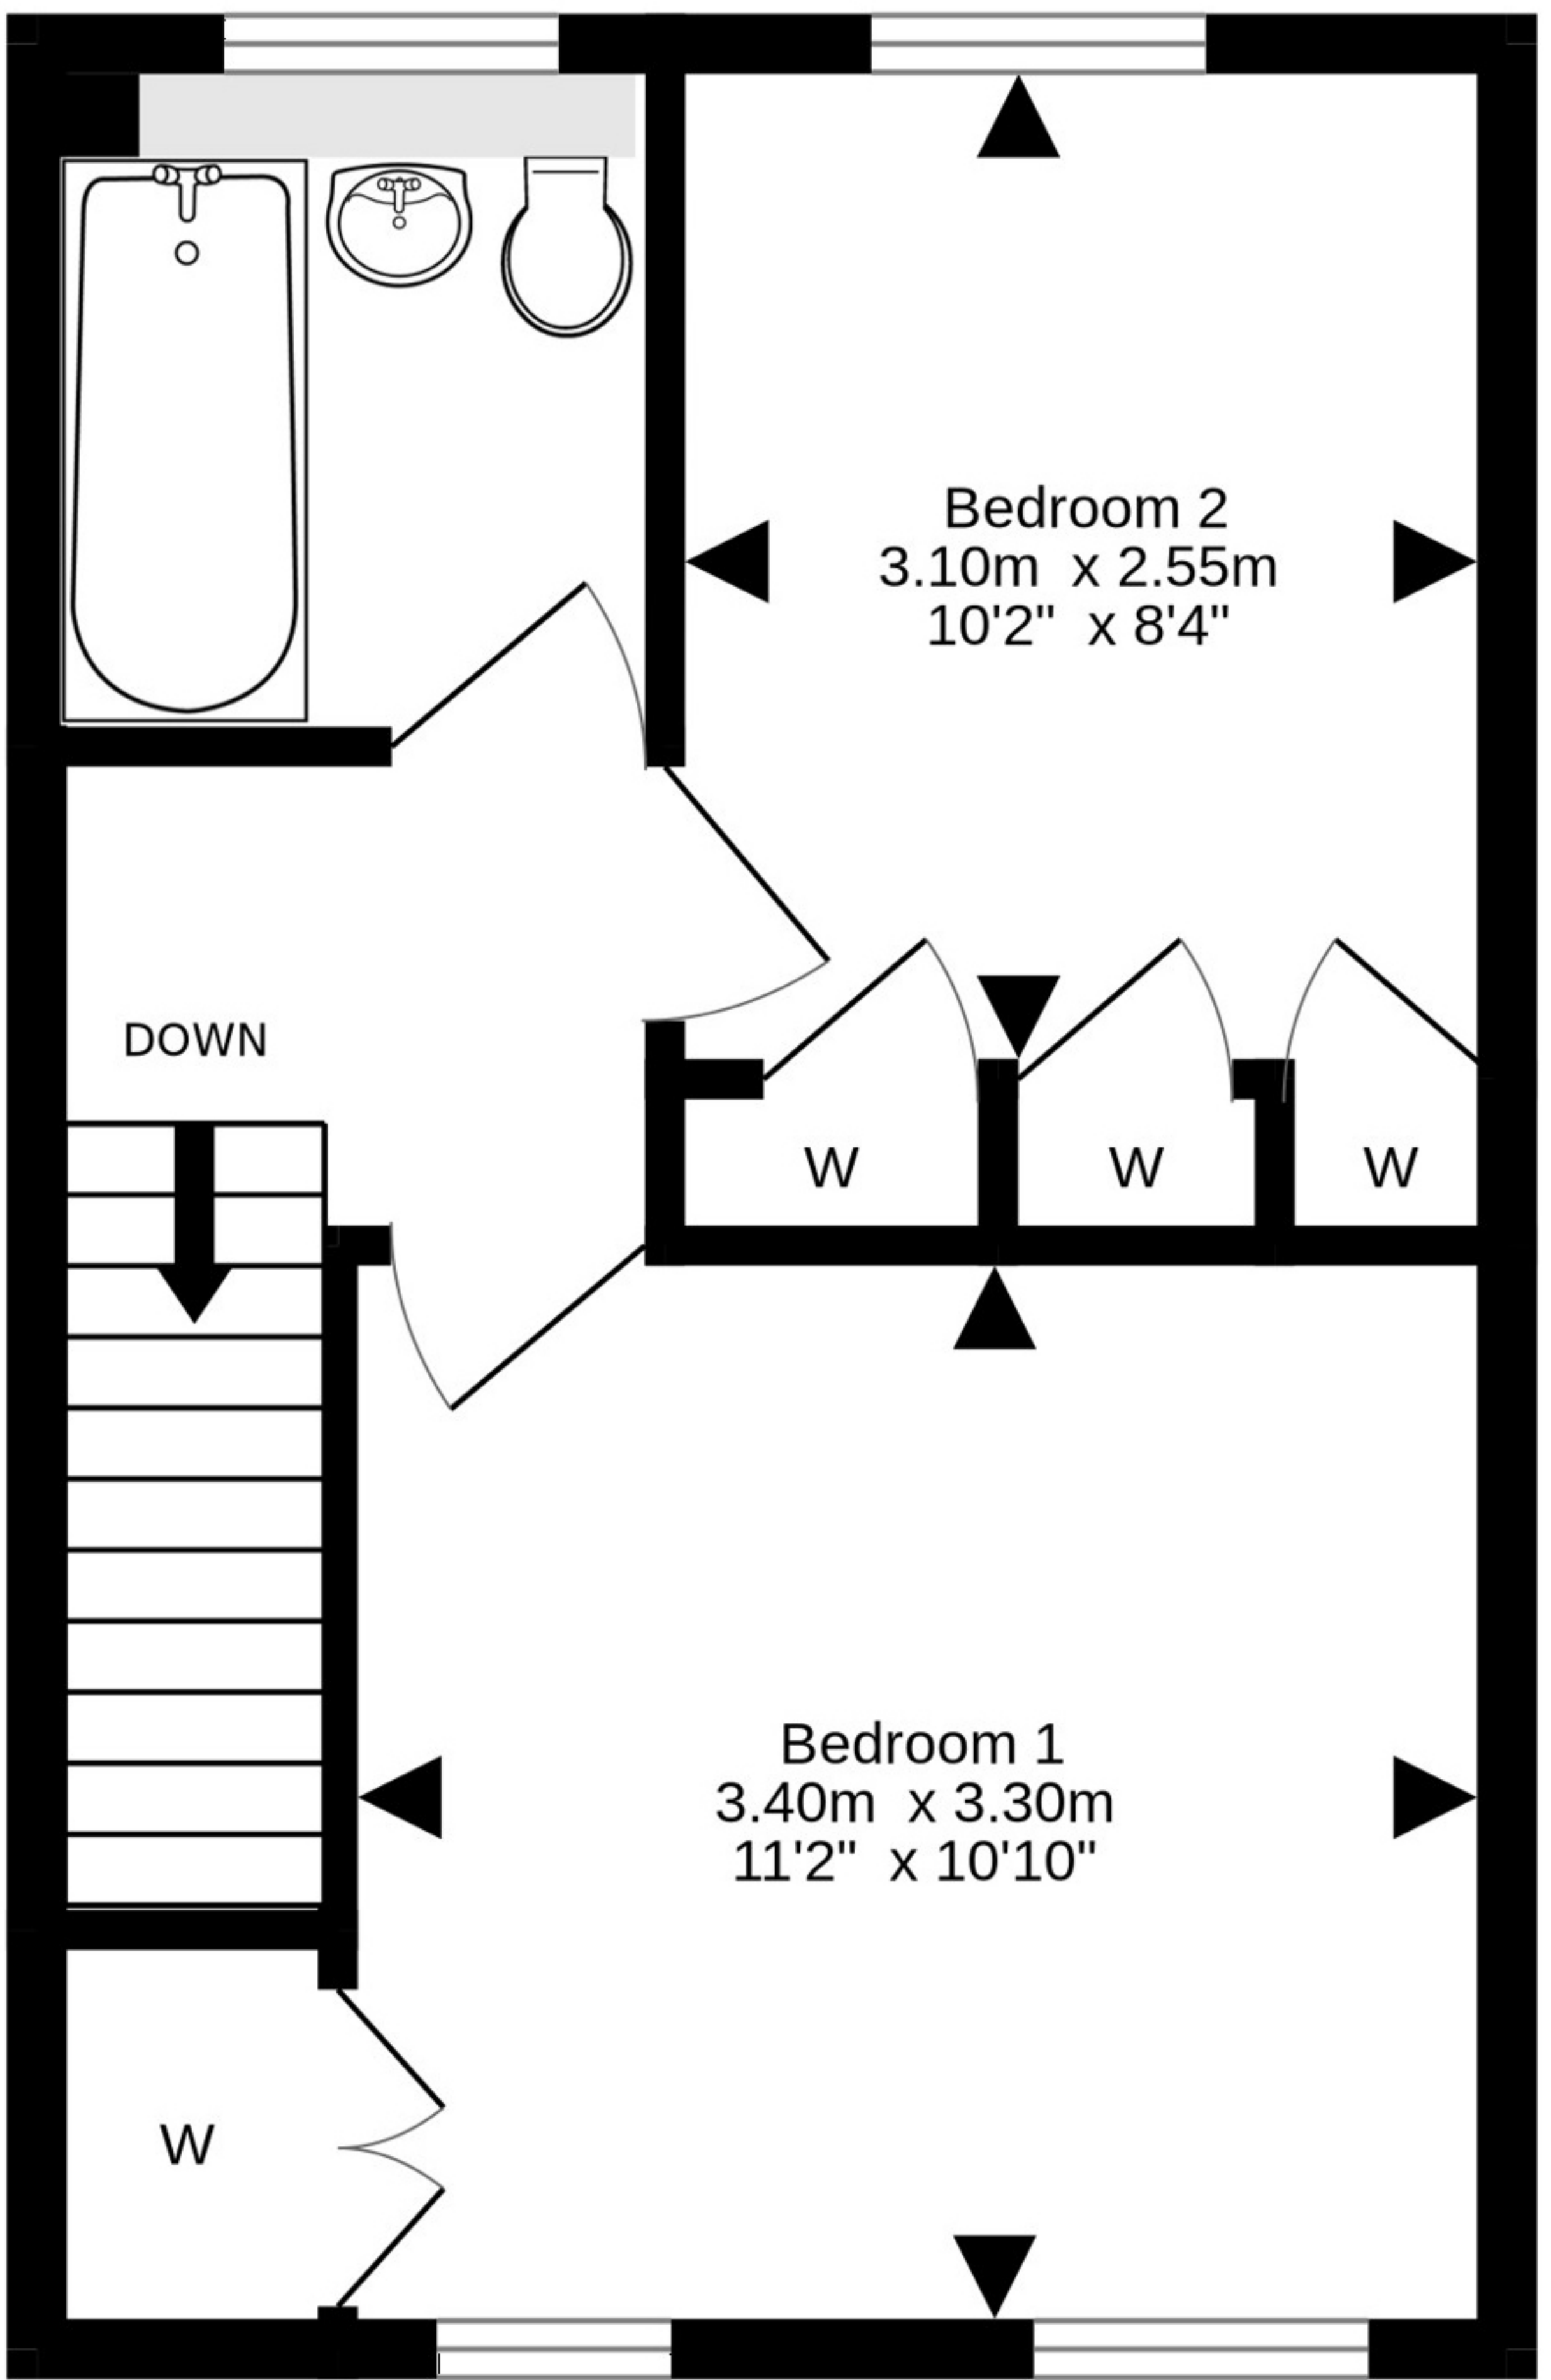 Bedroom 2
3.10m x 2.55m
10'2" x 8'4"
DOWN
W
W
W
Bedroom 1
3.40m x 3.30m
11'2" x 10'10"
W